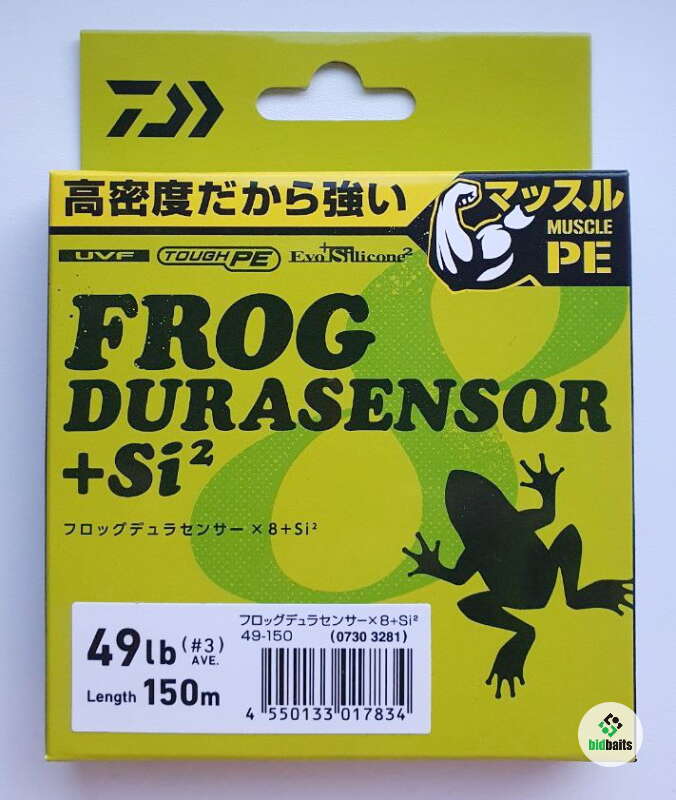 高密度だから強い
マッスル
MUSCLE
PE
UVF TOUGH PE Evo+Silicone²
8
FROG
DURASENSOR
+Si²
フロッグデュラセンサー×8+Si²
フロッグデュラセンサー×8+Si²
49-150 (0730 3281)
49lb (#3) AVE.
Length 150m
4 550133 017834
bidbaits